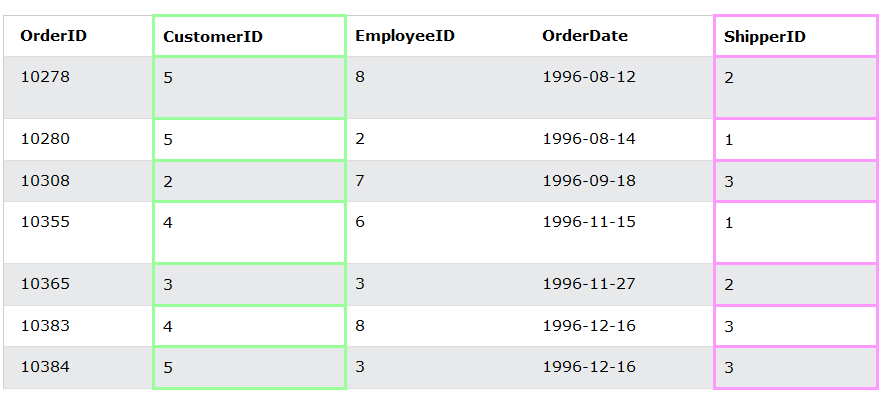 OrderID CustomerID EmployeeID OrderDate ShipperID
10278 5 8 1996-08-12 2
10280 5 2 1996-08-14 1
10308 2 7 1996-09-18 3
10355 4 6 1996-11-15 1
10365 3 3 1996-11-27 2
10383 4 8 1996-12-16 3
10384 5 3 1996-12-16 3